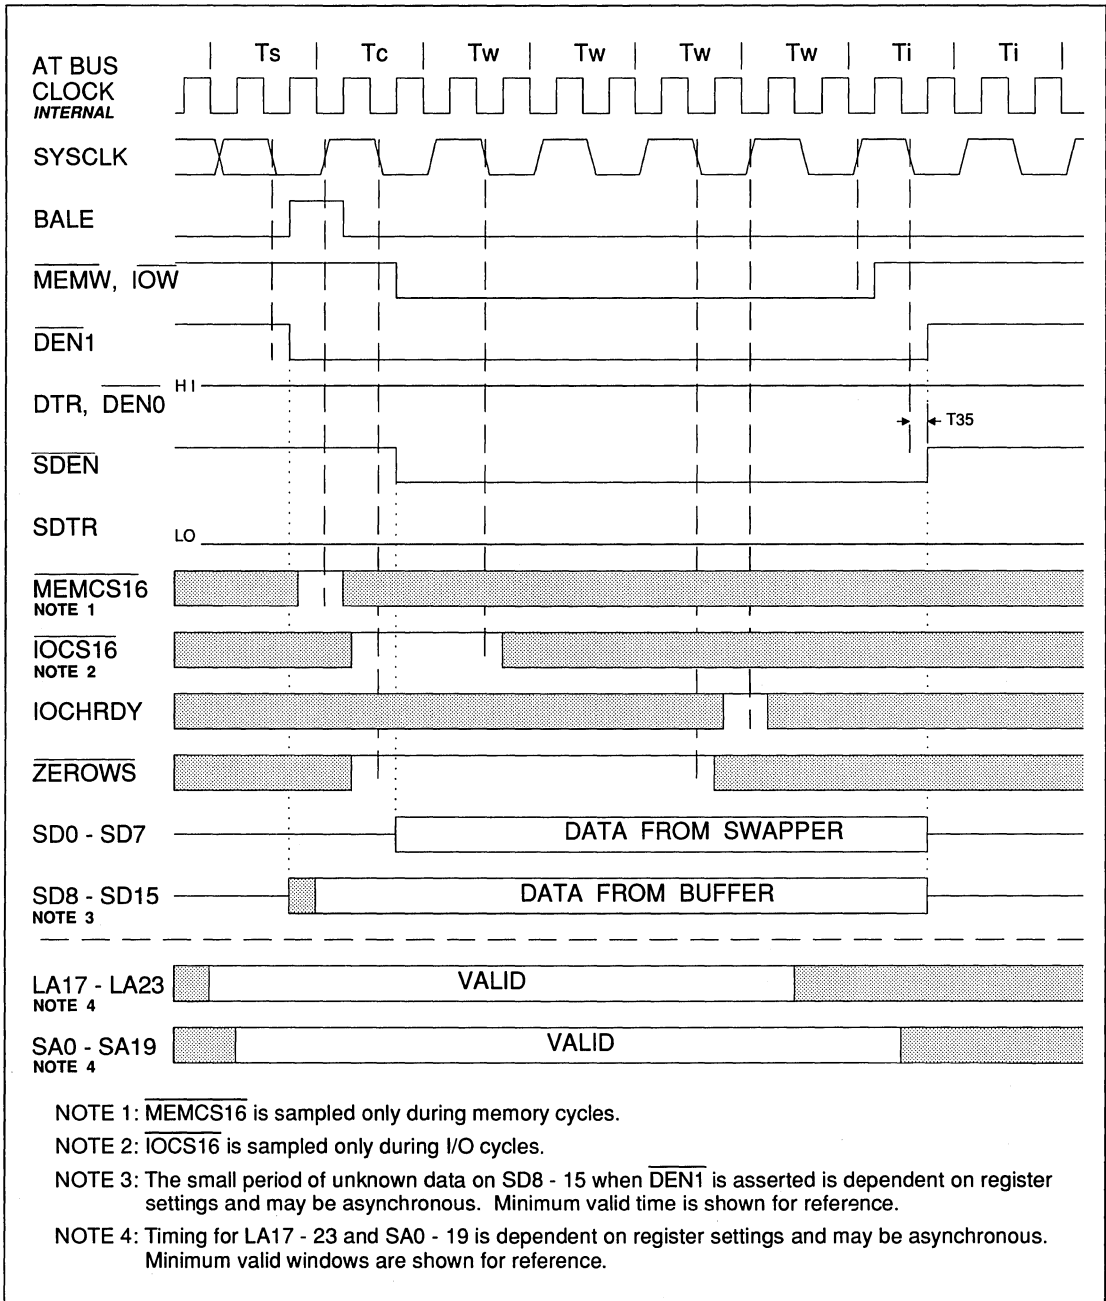 Ts Tc Tw Tw Tw Tw Ti Ti
AT BUS
CLOCK
INTERNAL
SYSCLK
BALE
MEMW, IOW
DEN1
HI
DTR, DEN0
T35
SDEN
SDTR
LO
MEMCS16
NOTE 1
IOCS16
NOTE 2
IOCHRDY
ZEROWS
SD0 - SD7 DATA FROM SWAPPER
SD8 - SD15 DATA FROM BUFFER
NOTE 3
LA17 - LA23 VALID
NOTE 4
SA0 - SA19 VALID
NOTE 4
NOTE 1: MEMCS16 is sampled only during memory cycles.
NOTE 2: IOCS16 is sampled only during I/O cycles.
NOTE 3: The small period of unknown data on SD8 - 15 when DEN1 is asserted is dependent on register
settings and may be asynchronous. Minimum valid time is shown for reference.
NOTE 4: Timing for LA17 - 23 and SA0 - 19 is dependent on register settings and may be asynchronous.
Minimum valid windows are shown for reference.